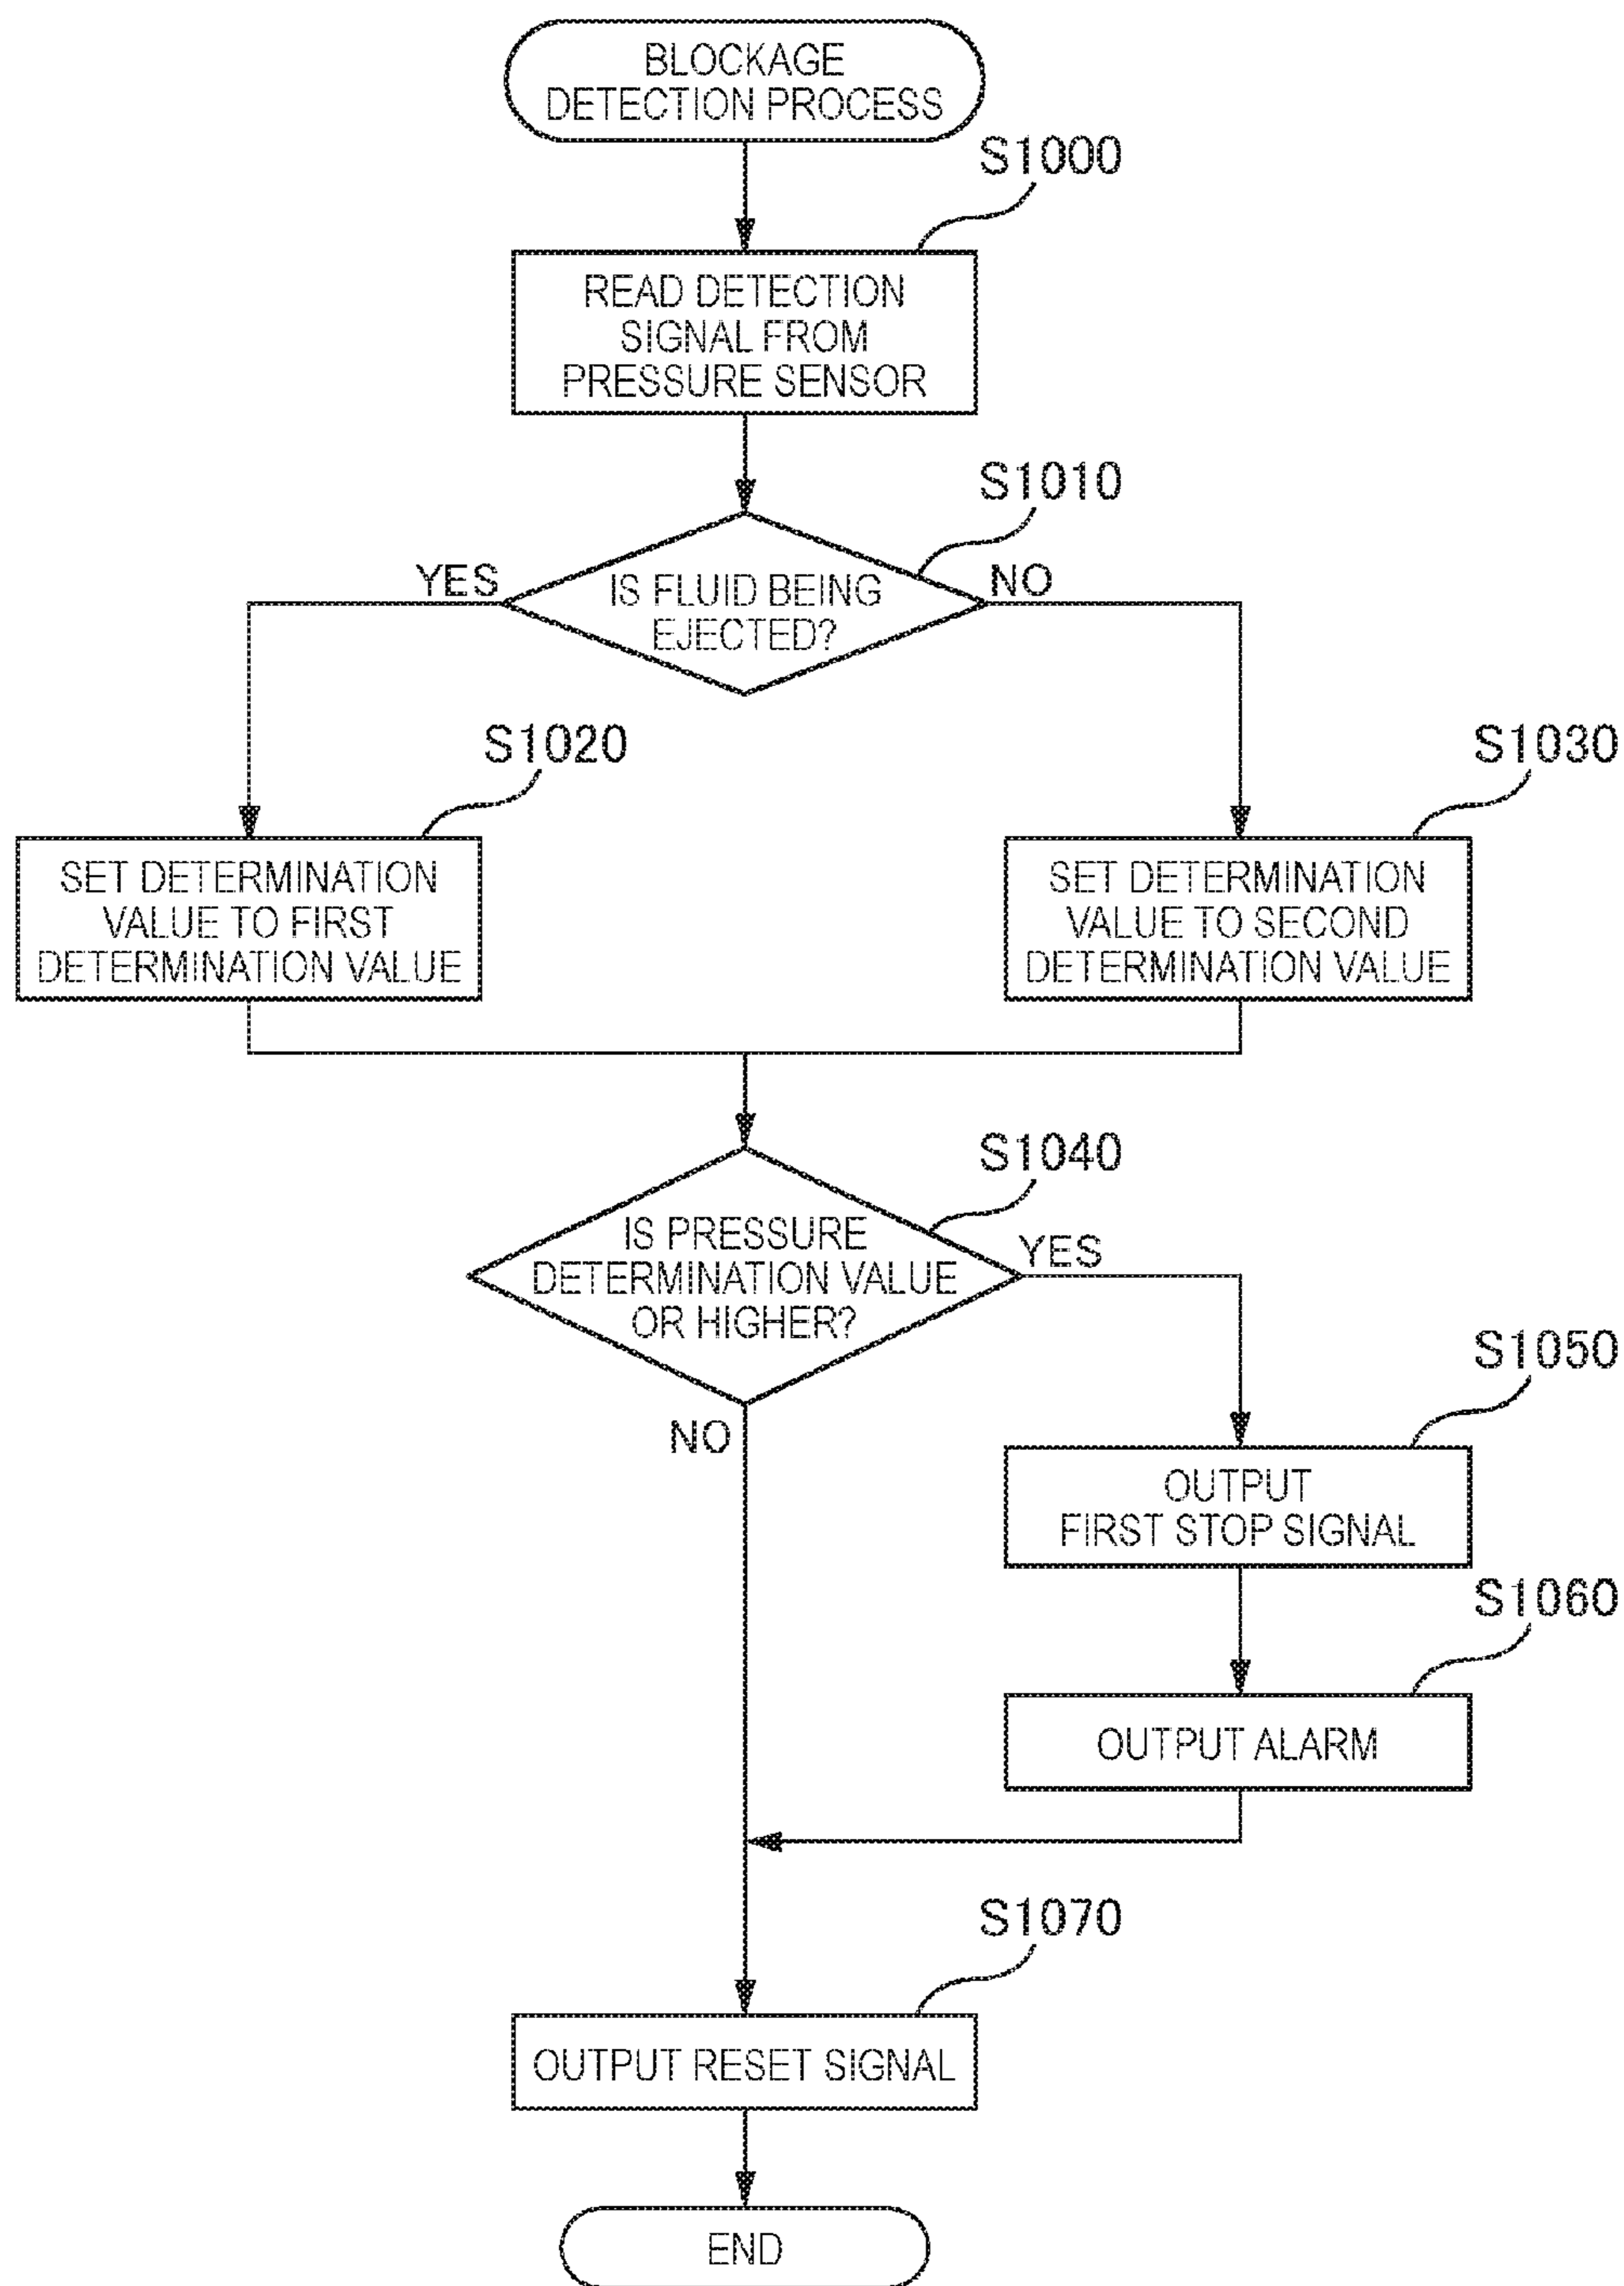 BLOCKAGE
DETECTION PROCESS
S1000
READ DETECTION
SIGNAL FROM
PRESSURE SENSOR
S1010
YES
IS FLUID BEING
EJECTED?
NO
S1020
SET DETERMINATION
VALUE TO FIRST
DETERMINATION VALUE
S1030
SET DETERMINATION
VALUE TO SECOND
DETERMINATION VALUE
S1040
IS PRESSURE
DETERMINATION VALUE
OR HIGHER?
YES
NO
S1050
OUTPUT
FIRST STOP SIGNAL
S1060
OUTPUT ALARM
S1070
OUTPUT RESET SIGNAL
END